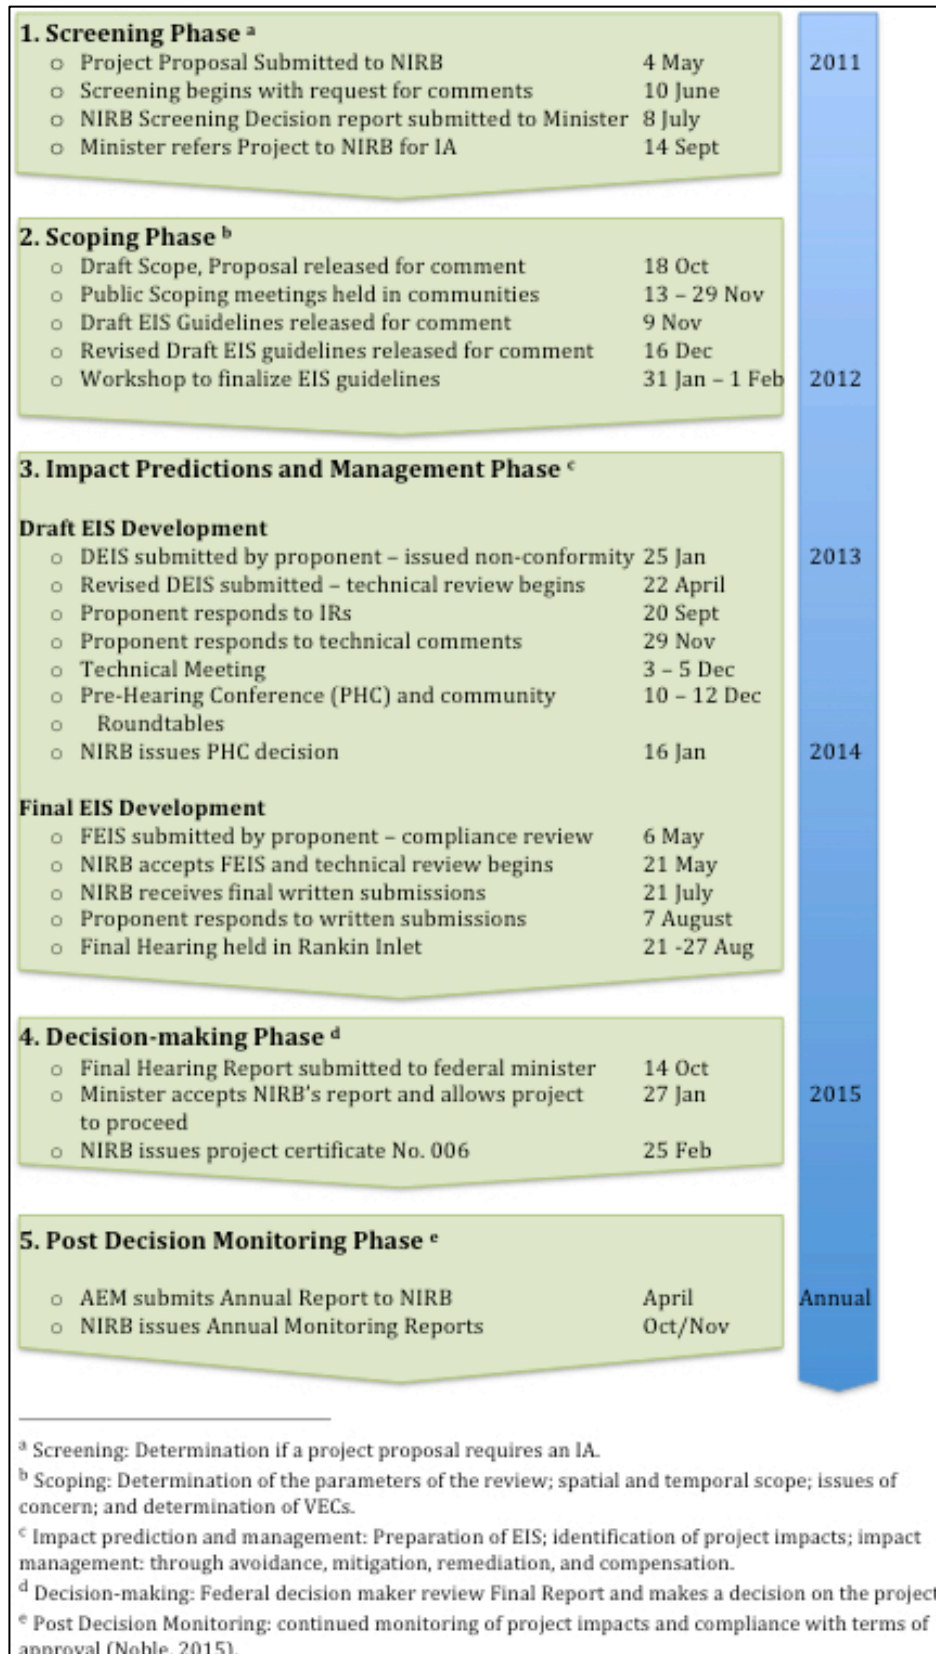 1. Screening Phase a
o Project Proposal Submitted to NIRB 4 May 2011
o Screening begins with request for comments 10 June
o NIRB Screening Decision report submitted to Minister 8 July
o Minister refers Project to NIRB for IA 14 Sept
2. Scoping Phase b
o Draft Scope, Proposal released for comment 18 Oct
o Public Scoping meetings held in communities 13 – 29 Nov
o Draft EIS Guidelines released for comment 9 Nov
o Revised Draft EIS guidelines released for comment 16 Dec
o Workshop to finalize EIS guidelines 31 Jan – 1 Feb 2012
3. Impact Predictions and Management Phase c
Draft EIS Development
o DEIS submitted by proponent – issued non-conformity 25 Jan 2013
o Revised DEIS submitted – technical review begins 22 April
o Proponent responds to IRs 20 Sept
o Proponent responds to technical comments 29 Nov
o Technical Meeting 3 – 5 Dec
o Pre-Hearing Conference (PHC) and community 10 – 12 Dec
o Roundtables
o NIRB issues PHC decision 16 Jan 2014
Final EIS Development
o FEIS submitted by proponent – compliance review 6 May
o NIRB accepts FEIS and technical review begins 21 May
o NIRB receives final written submissions 21 July
o Proponent responds to written submissions 7 August
o Final Hearing held in Rankin Inlet 21 -27 Aug
4. Decision-making Phase d
o Final Hearing Report submitted to federal minister 14 Oct
o Minister accepts NIRB's report and allows project 27 Jan 2015
to proceed
o NIRB issues project certificate No. 006 25 Feb
5. Post Decision Monitoring Phase e
o AEM submits Annual Report to NIRB April Annual
o NIRB issues Annual Monitoring Reports Oct/Nov
a Screening: Determination if a project proposal requires an IA.
b Scoping: Determination of the parameters of the review; spatial and temporal scope; issues of
concern; and determination of VECs.
c Impact prediction and management: Preparation of EIS; identification of project impacts; impact
management: through avoidance, mitigation, remediation, and compensation.
d Decision-making: Federal decision maker review Final Report and makes a decision on the project
e Post Decision Monitoring: continued monitoring of project impacts and compliance with terms of
approval (Noble, 2015).